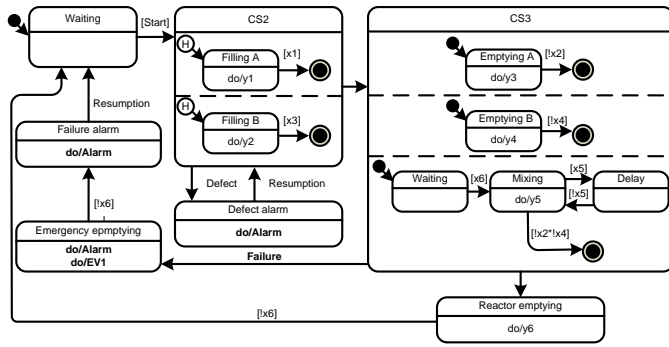 Waiting
[Start]
CS2
CS3
H
Filling A
do/y1
[x1]
H
Filling B
do/y2
[x3]
Emptying A
do/y3
[!x2]
Emptying B
do/y4
[!x4]
Waiting
[x6]
Mixing
do/y5
[x5]
[!x5]
Delay
[!x2*!x4]
Resumption
Failure alarm
do/Alarm
Defect
Resumption
Defect alarm
do/Alarm
[!x6]
Emergency epmptying
do/Alarm
do/EV1
Failure
Reactor emptying
do/y6
[!x6]